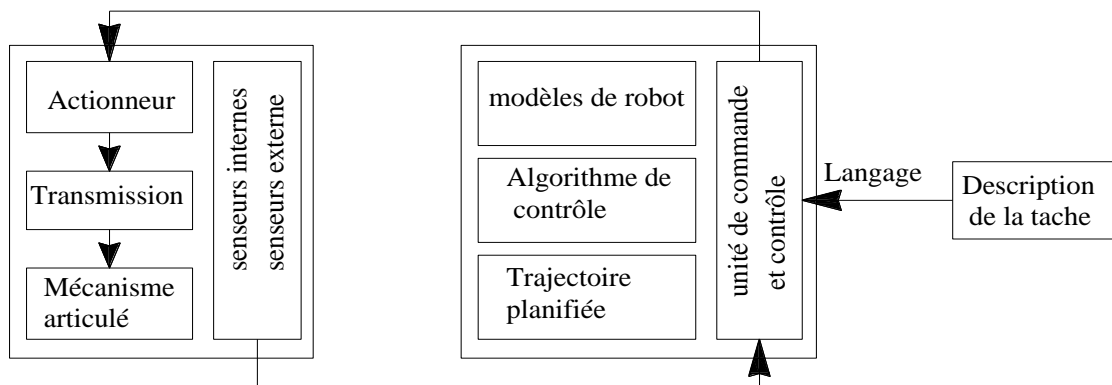 Actionneur
Transmission
Mécanisme
articulé
senseurs internes
senseurs externe
modèles de robot
Algorithme de
contrôle
Trajectoire
planifiée
unité de commande
et contrôle
Langage
Description
de la tache